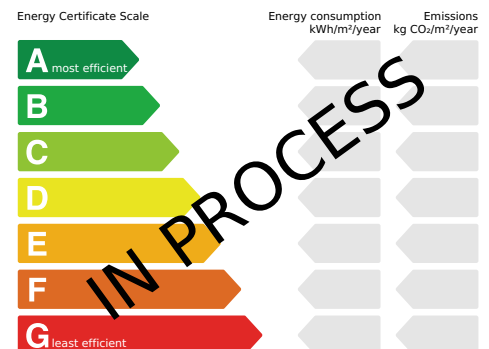 Energy Certificate Scale
Energy consumption
kWh/m²/year
Emissions
kg CO₂/m²/year
A most efficient
B
C
D
E
F
G least efficient
IN PROCESS